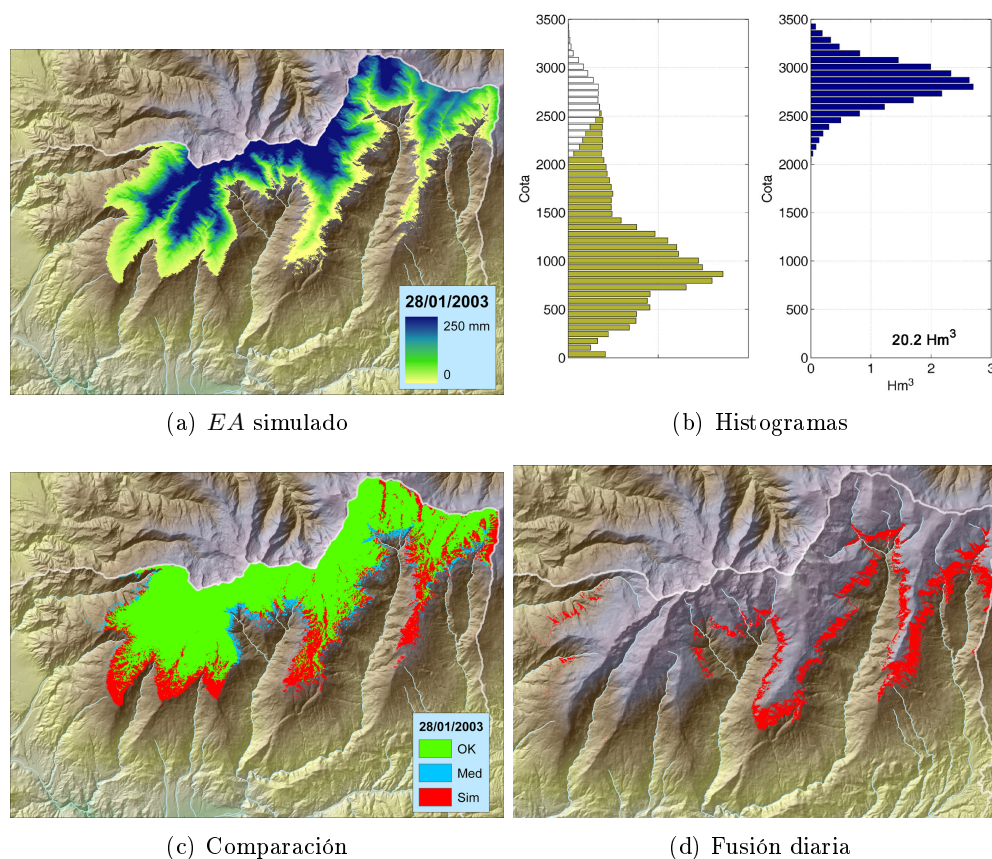 28/01/2003
250 mm
0
(a) EA simulado
3500
3000
2500
2000
1500
1000
500
0
Cota
3500
3000
2500
2000
1500
1000
500
0
Cota
0
1
2
3
Hm³
20.2 Hm³
(b) Histogramas
28/01/2003
OK
Med
Sim
(c) Comparación
(d) Fusión diaria